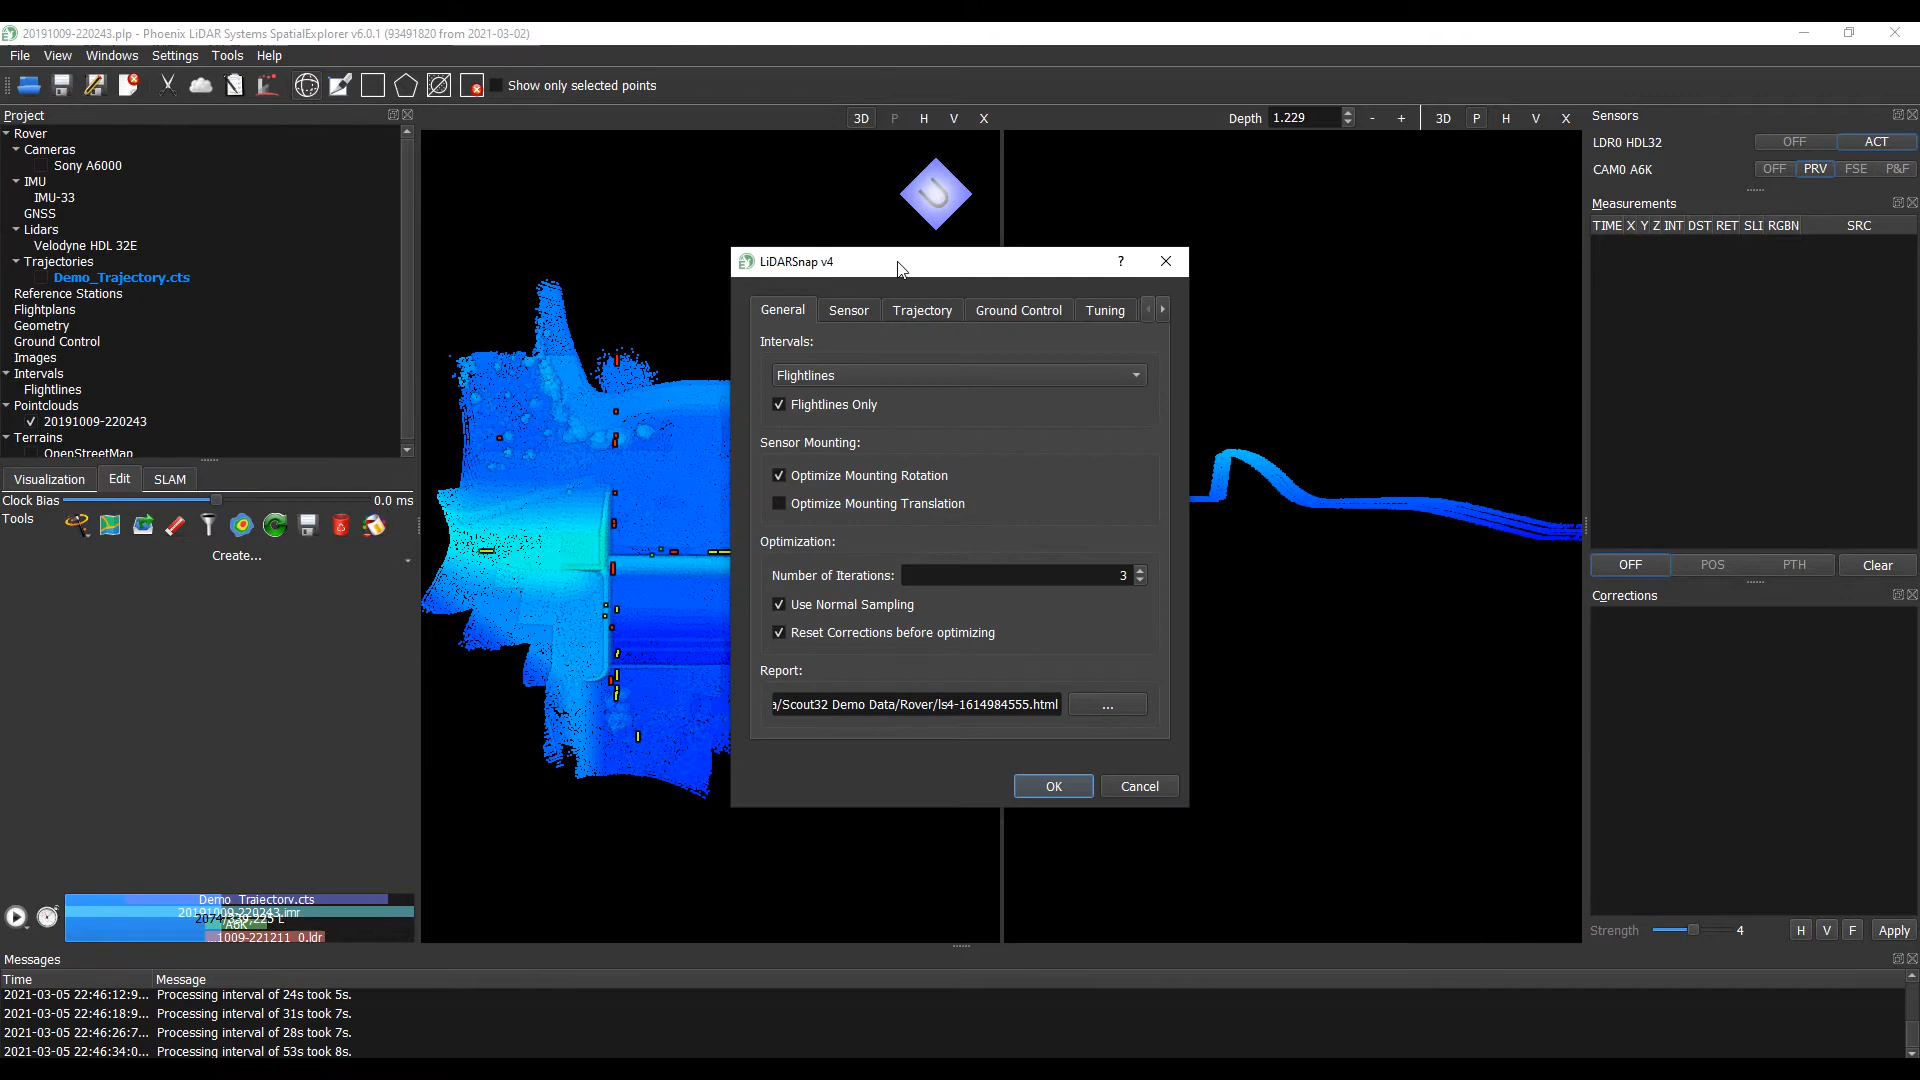 20191009-220243.plp - Phoenix LiDAR Systems SpatialExplorer v6.0.1 (93491820 from 2021-03-02)
File View Windows Settings Tools Help
Show only selected points
Project
Rover
Cameras
Sony A6000
IMU
IMU-33
GNSS
Lidars
Velodyne HDL 32E
Trajectories
Demo_Trajectory.cts
Reference Stations
Flightplans
Geometry
Ground Control
Images
Intervals
Flightlines
Pointclouds
20191009-220243
Terrains
OpenStreetMap
Visualization Edit SLAM
Clock Bias 0.0 ms
Tools
Create...
Demo_Trajectory.cts
20191009-220243.imr
A6K
...1009-221211_0.ldr
3D P H V X
Depth 1.229 - + 3D P H V X
LiDARSnap v4 ?
General Sensor Trajectory Ground Control Tuning
Intervals:
Flightlines
Flightlines Only
Sensor Mounting:
Optimize Mounting Rotation
Optimize Mounting Translation
Optimization:
Number of Iterations: 3
Use Normal Sampling
Reset Corrections before optimizing
Report:
a/Scout32 Demo Data/Rover/ls4-1614984555.html ...
OK Cancel
Sensors
LDR0 HDL32 OFF ACT
CAM0 A6K OFF PRV FSE P&F
Measurements
TIME X Y Z INT DST RET SLI RGBN SRC
OFF POS PTH Clear
Corrections
Strength 4 H V F Apply
Messages
Time Message
2021-03-05 22:46:12:9... Processing interval of 24s took 5s.
2021-03-05 22:46:18:9... Processing interval of 31s took 7s.
2021-03-05 22:46:26:7... Processing interval of 28s took 7s.
2021-03-05 22:46:34:0... Processing interval of 53s took 8s.